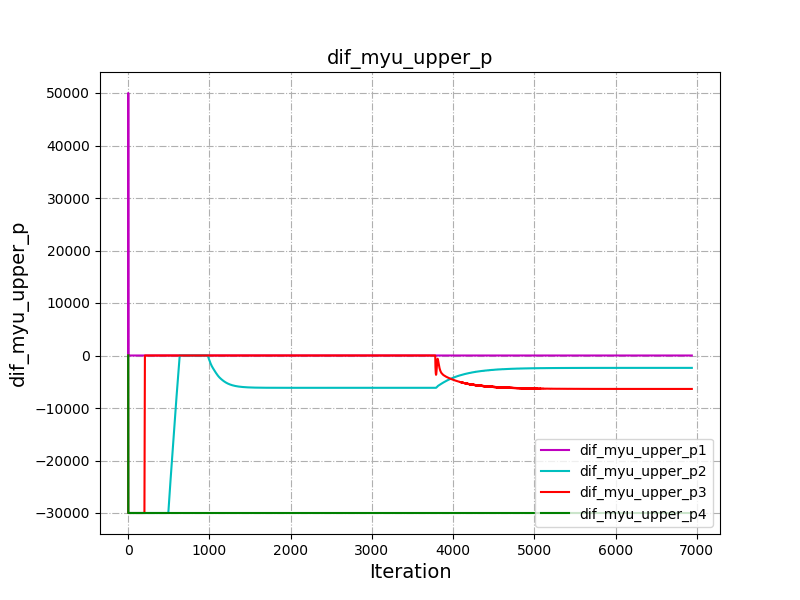 dif_myu_upper_p
dif_myu_upper_p
50000
40000
30000
20000
10000
0
−10000
−20000
−30000
dif_myu_upper_p1
dif_myu_upper_p2
dif_myu_upper_p3
dif_myu_upper_p4
0 1000 2000 3000 4000 5000 6000 7000
Iteration